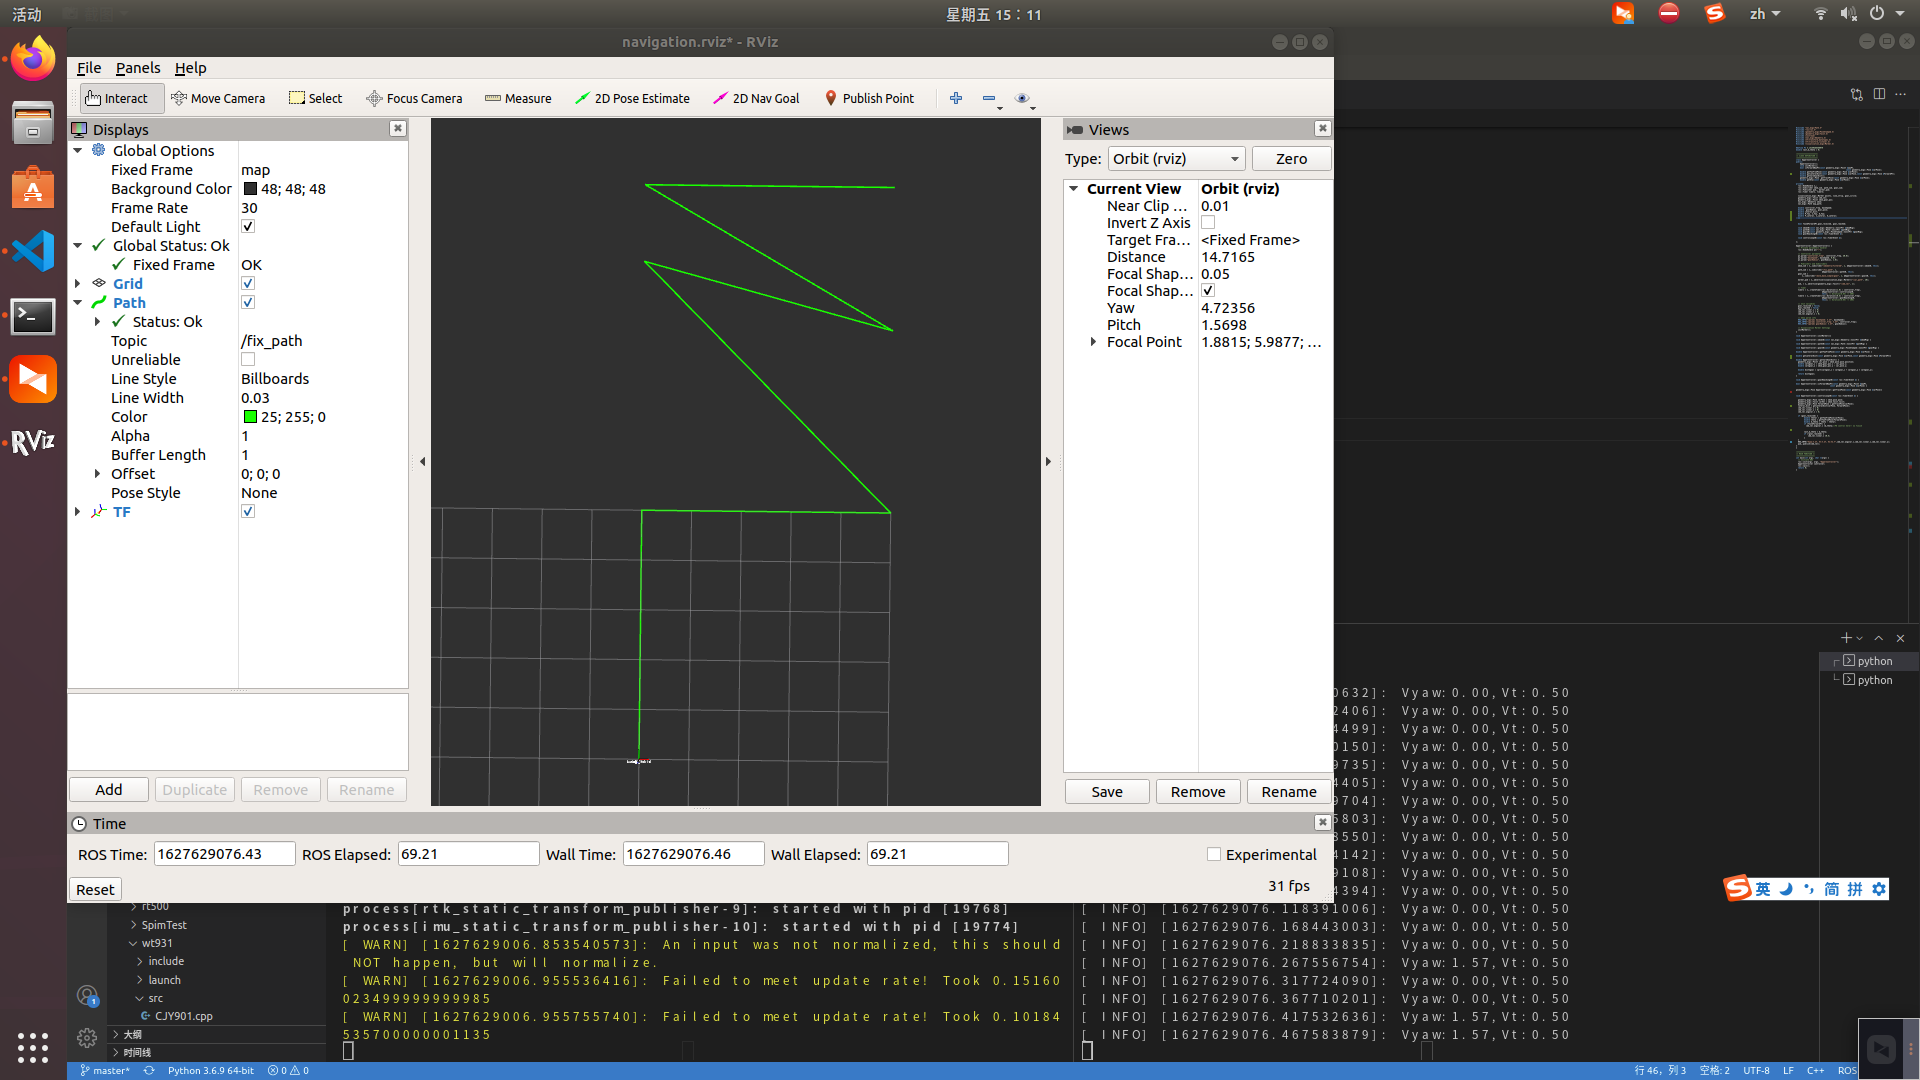 活动
星期五 15：11
zh
navigation.rviz* - RViz
File Panels Help
Interact Move Camera Select Focus Camera Measure 2D Pose Estimate 2D Nav Goal Publish Point
Displays
Global Options
Fixed Frame map
Background Color 48; 48; 48
Frame Rate 30
Default Light
Global Status: Ok
Fixed Frame OK
Grid
Path
Status: Ok
Topic /fix_path
Unreliable
Line Style Billboards
Line Width 0.03
Color 25; 255; 0
Alpha 1
Buffer Length 1
Offset 0; 0; 0
Pose Style None
TF
Add Duplicate Remove Rename
Views
Type: Orbit (rviz) Zero
Current View Orbit (rviz)
Near Clip ... 0.01
Invert Z Axis
Target Fra... <Fixed Frame>
Distance 14.7165
Focal Shap... 0.05
Focal Shap...
Yaw 4.72356
Pitch 1.5698
Focal Point 1.8815; 5.9877; ...
Save Remove Rename
Time
ROS Time: 1627629076.43 ROS Elapsed: 69.21 Wall Time: 1627629076.46 Wall Elapsed: 69.21 Experimental
Reset 31 fps
RViz
rt500
SpimTest
wt931
include
launch
src
CJY901.cpp
大纲
时间线
process[rtk_static_transform_publisher-9]: started with pid [19768]
process[imu_static_transform_publisher-10]: started with pid [19774]
[ WARN] [1627629006.853540573]: An input was not normalized, this should
NOT happen, but will normalize.
[ WARN] [1627629006.955536416]: Failed to meet update rate! Took 0.15160
023499999999985
[ WARN] [1627629006.955755740]: Failed to meet update rate! Took 0.10184
535700000001135
0632]: Vyaw:0.00,Vt:0.50
2406]: Vyaw:0.00,Vt:0.50
4499]: Vyaw:0.00,Vt:0.50
0150]: Vyaw:0.00,Vt:0.50
9735]: Vyaw:0.00,Vt:0.50
4405]: Vyaw:0.00,Vt:0.50
9704]: Vyaw:0.00,Vt:0.50
5803]: Vyaw:0.00,Vt:0.50
8550]: Vyaw:0.00,Vt:0.50
4142]: Vyaw:0.00,Vt:0.50
9108]: Vyaw:0.00,Vt:0.50
4394]: Vyaw:0.00,Vt:0.50
[ INFO] [1627629076.118391006]: Vyaw:0.00,Vt:0.50
[ INFO] [1627629076.168443003]: Vyaw:0.00,Vt:0.50
[ INFO] [1627629076.218833835]: Vyaw:0.00,Vt:0.50
[ INFO] [1627629076.267556754]: Vyaw:1.57,Vt:0.50
[ INFO] [1627629076.317724090]: Vyaw:0.00,Vt:0.50
[ INFO] [1627629076.367710201]: Vyaw:0.00,Vt:0.50
[ INFO] [1627629076.417532636]: Vyaw:1.57,Vt:0.50
[ INFO] [1627629076.467583879]: Vyaw:1.57,Vt:0.50
python
python
英 简 拼
master* Python 3.6.9 64-bit 0 0
行 46，列 3 空格: 2 UTF-8 LF C++ ROS